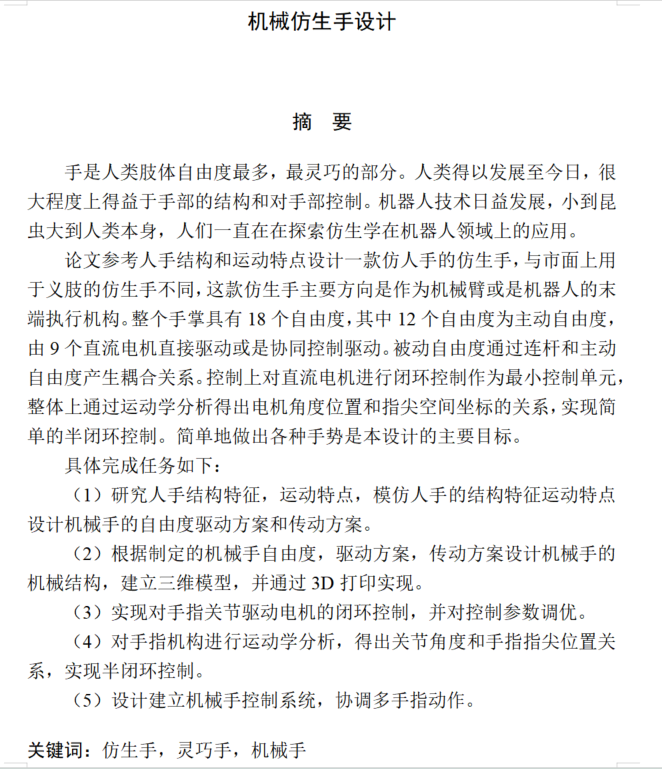 机械仿生手设计
摘 要
手是人类肢体自由度最多，最灵巧的部分。人类得以发展至今日，很
大程度上得益于手部的结构和对手部控制。机器人技术日益发展，小到昆
虫大到人类本身，人们一直在在探索仿生学在机器人领域上的应用。
论文参考人手结构和运动特点设计一款仿人手的仿生手，与市面上用
于义肢的仿生手不同，这款仿生手主要方向是作为机械臂或是机器人的末
端执行机构。整个手掌具有 18 个自由度，其中 12 个自由度为主动自由度，
由 9 个直流电机直接驱动或是协同控制驱动。被动自由度通过连杆和主动
自由度产生耦合关系。控制上对直流电机进行闭环控制作为最小控制单元，
整体上通过运动学分析得出电机角度位置和指尖空间坐标的关系，实现简
单的半闭环控制。简单地做出各种手势是本设计的主要目标。
具体完成任务如下：
（1）研究人手结构特征，运动特点，模仿人手的结构特征运动特点
设计机械手的自由度驱动方案和传动方案。
（2）根据制定的机械手自由度，驱动方案，传动方案设计机械手的
机械结构，建立三维模型，并通过 3D 打印实现。
（3）实现对手指关节驱动电机的闭环控制，并对控制参数调优。
（4）对手指机构进行运动学分析，得出关节角度和手指指尖位置关
系，实现半闭环控制。
（5）设计建立机械手控制系统，协调多手指动作。
关键词：仿生手，灵巧手，机械手